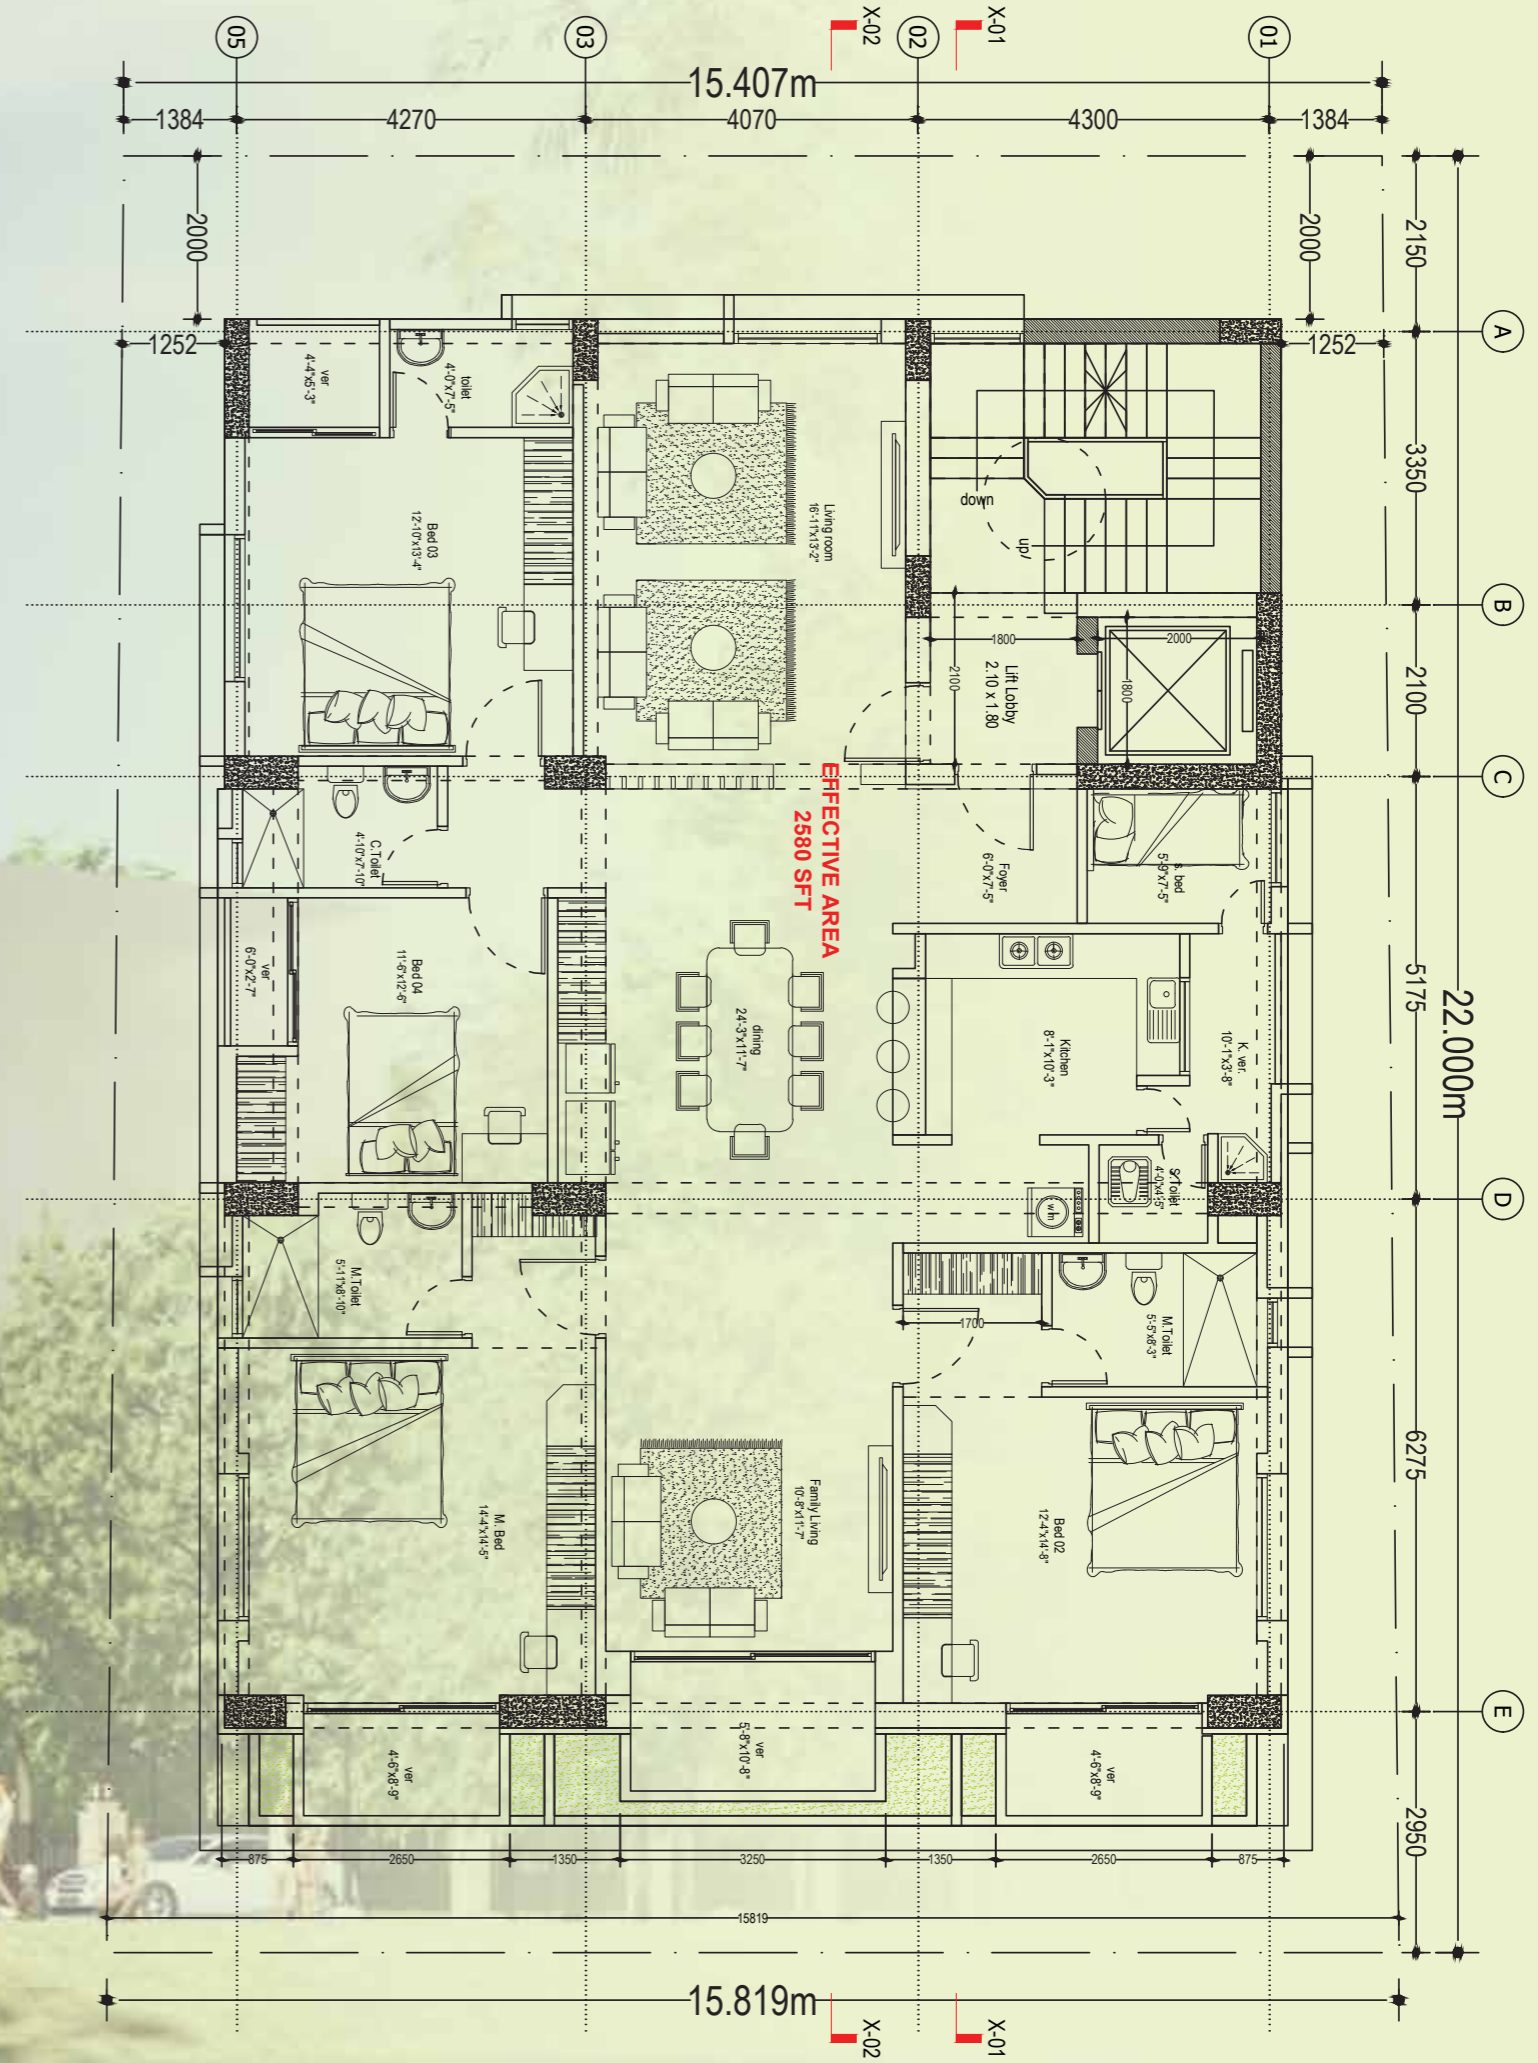 05
03
X-02
02
X-01
01
15.407m
1384
4270
4070
4300
1384
2000
2000
2150
A
1252
1252
ver
4'-4"x5'-3"
toilet
4'-0"x7'-5"
3350
Bed 03
12'-10"x13'-4"
Living room
16'-11"x13'-2"
down
up
B
1800
2000
2100
1800
Lift Lobby
2.10 x 1.80
2100
C
EFFECTIVE AREA
2580 SFT
C.Toilet
4'-10"x7'-10"
Foyer
6'-0"x7'-5"
s. bed
5'-9"x7'-5"
ver
6'-0"x2'-7"
Bed 04
11'-6"x12'-6"
dining
24'-3"x11'-7"
Kitchen
8'-1"x10'-3"
K. ver.
10'-1"x3'-8"
5175
22.000m
S.Toilet
4'-0"x4'-5"
wm
D
M.Toilet
5'-11"x8'-10"
1700
M.Toilet
5'-5"x8'-3"
6275
M. Bed
14'-4"x14'-5"
Family Living
10'-8"x11'-7"
Bed 02
12'-4"x14'-8"
E
ver
4'-6"x8'-9"
ver
5'-8"x10'-8"
ver
4'-6"x8'-9"
2950
875
2650
1350
3250
1350
2650
875
15819
15.819m
X-02
X-01